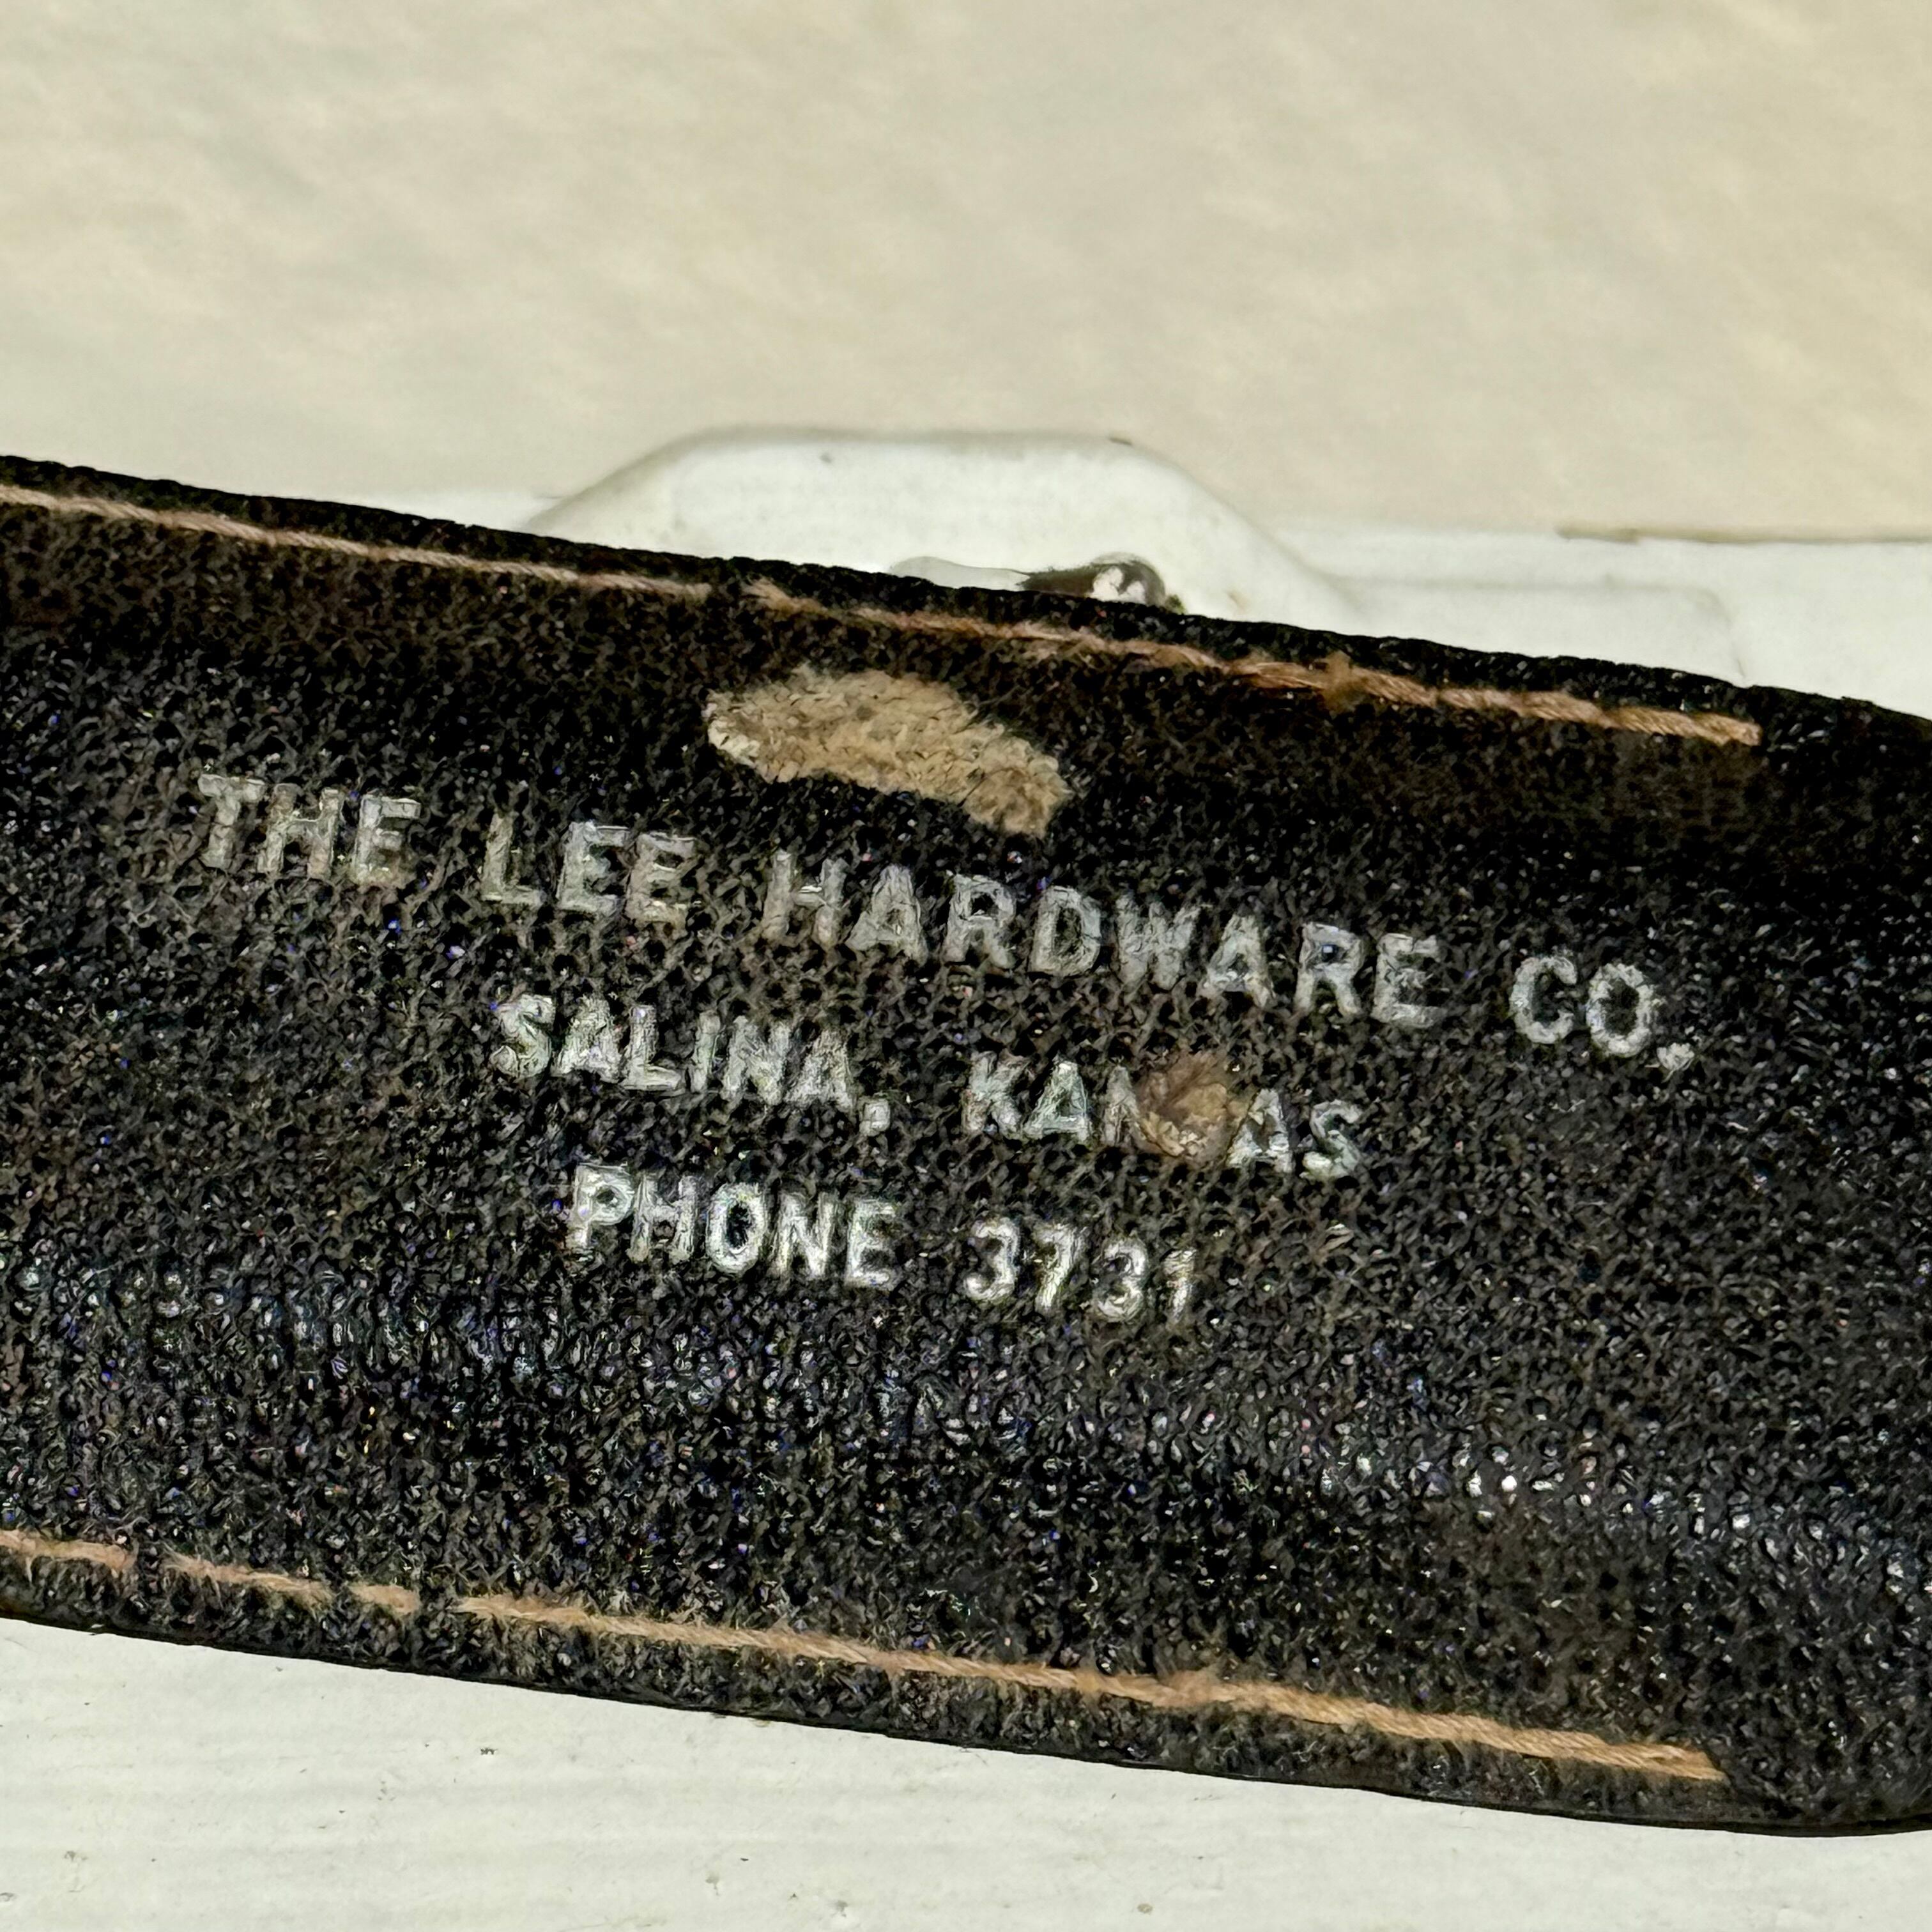 THE LEE HARDWARE CO.
SALINA, KANSAS
PHONE 3731